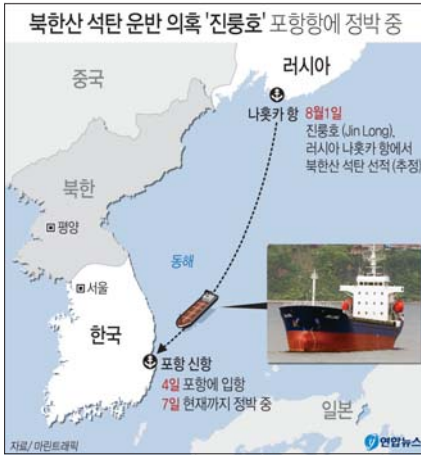 북한산 석탄 운반 의혹 '진룽호' 포항항에 정박 중
중국
러시아
나홋카 항
8월1일
진룽호 (Jin Long),
러시아 나홋카 항에서
북한산 석탄 선적 (추정)
북한
평양
동해
서울
한국
포항 신항
4일 포항에 입항
7일 현재까지 정박 중
일본
자료/ 마린트래픽
연합뉴스